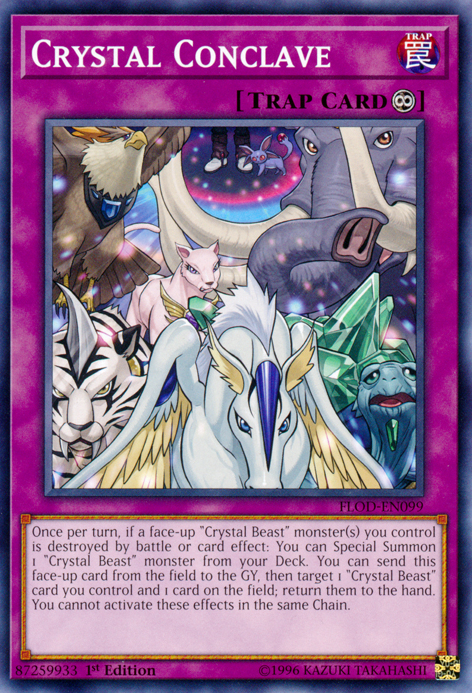 CRYSTAL CONCLAVE
TRAP
罠
[TRAP CARD]
FLOD-EN099
Once per turn, if a face-up "Crystal Beast" monster(s) you control
is destroyed by battle or card effect: You can Special Summon
1 "Crystal Beast" monster from your Deck. You can send this
face-up card from the field to the GY, then target 1 "Crystal Beast"
card you control and 1 card on the field; return them to the hand.
You cannot activate these effects in the same Chain.
87259933 1st Edition ©1996 KAZUKI TAKAHASHI